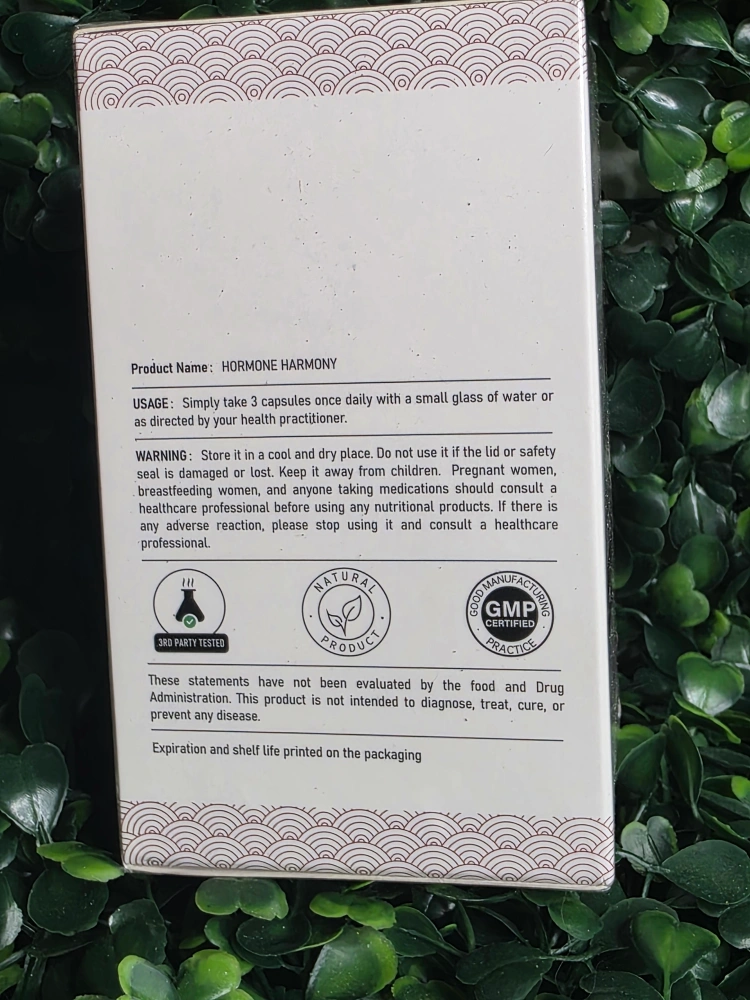 Product Name: HORMONE HARMONY
USAGE: Simply take 3 capsules once daily with a small glass of water or
as directed by your health practitioner.
WARNING: Store it in a cool and dry place. Do not use it if the lid or safety
seal is damaged or lost. Keep it away from children. Pregnant women,
breastfeeding women, and anyone taking medications should consult a
healthcare professional before using any nutritional products. If there is
any adverse reaction, please stop using it and consult a healthcare
professional.
3RD PARTY TESTED
NATURAL
PRODUCT
GOOD MANUFACTURING
GMP
CERTIFIED
PRACTICE
These statements have not been evaluated by the food and Drug
Administration. This product is not intended to diagnose, treat, cure, or
prevent any disease.
Expiration and shelf life printed on the packaging